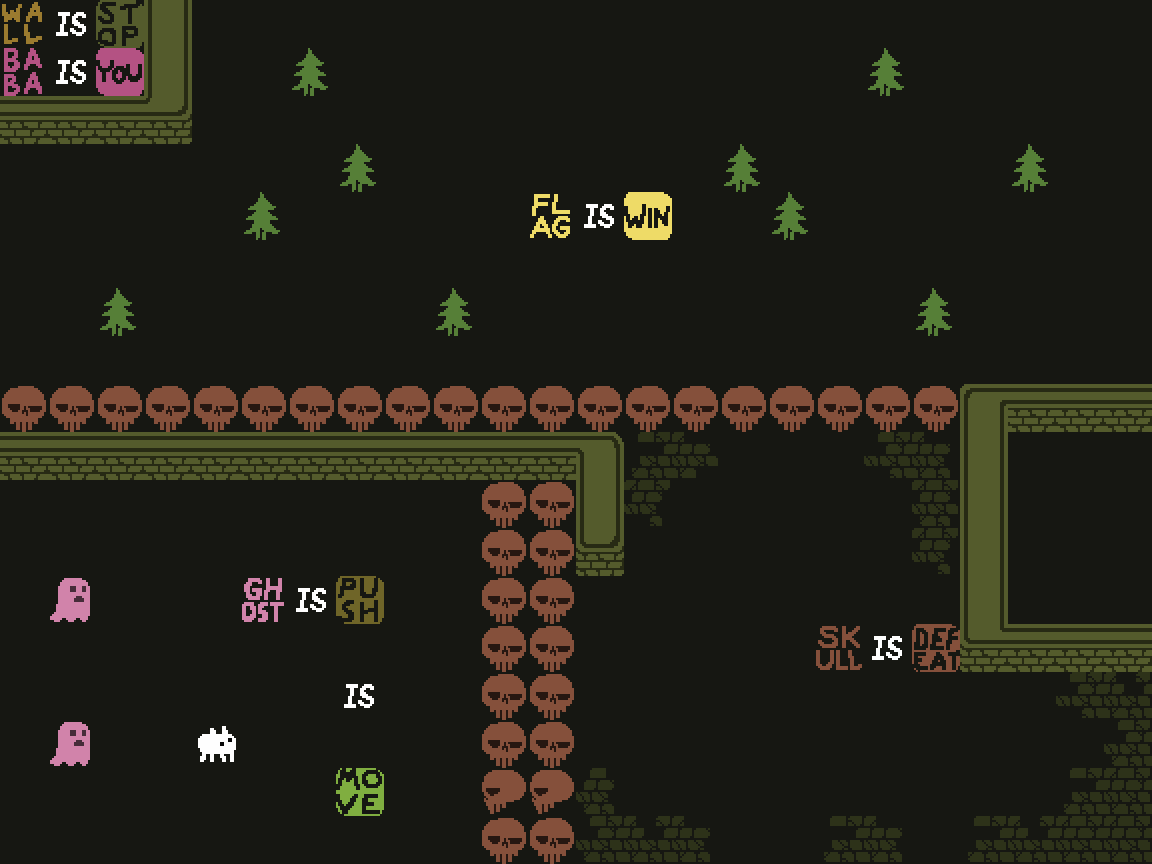 WALL IS STOP
BABA IS YOU
FLAG IS WIN
GHOST IS PUSH
SKULL IS DEFEAT
IS
MOVE